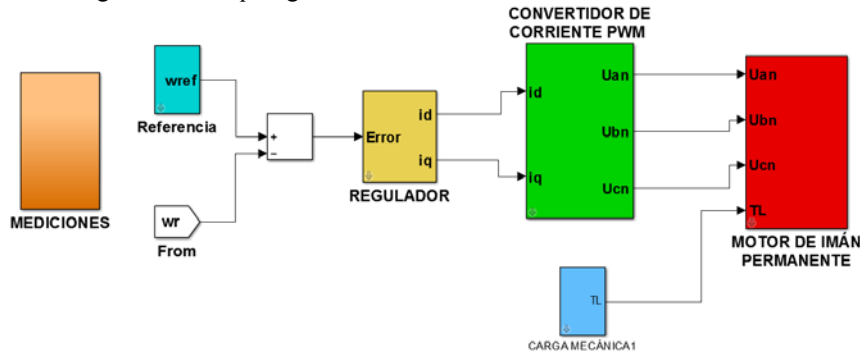 CONVERTIDOR DE
CORRIENTE PWM
MOTOR DE IMÁN
PERMANENTE
MEDICIONES
wref
Referencia
+
−
wr
From
Error
id
iq
REGULADOR
id
iq
Uan
Ubn
Ucn
Uan
Ubn
Ucn
TL
TL
CARGA MECÁNICA1